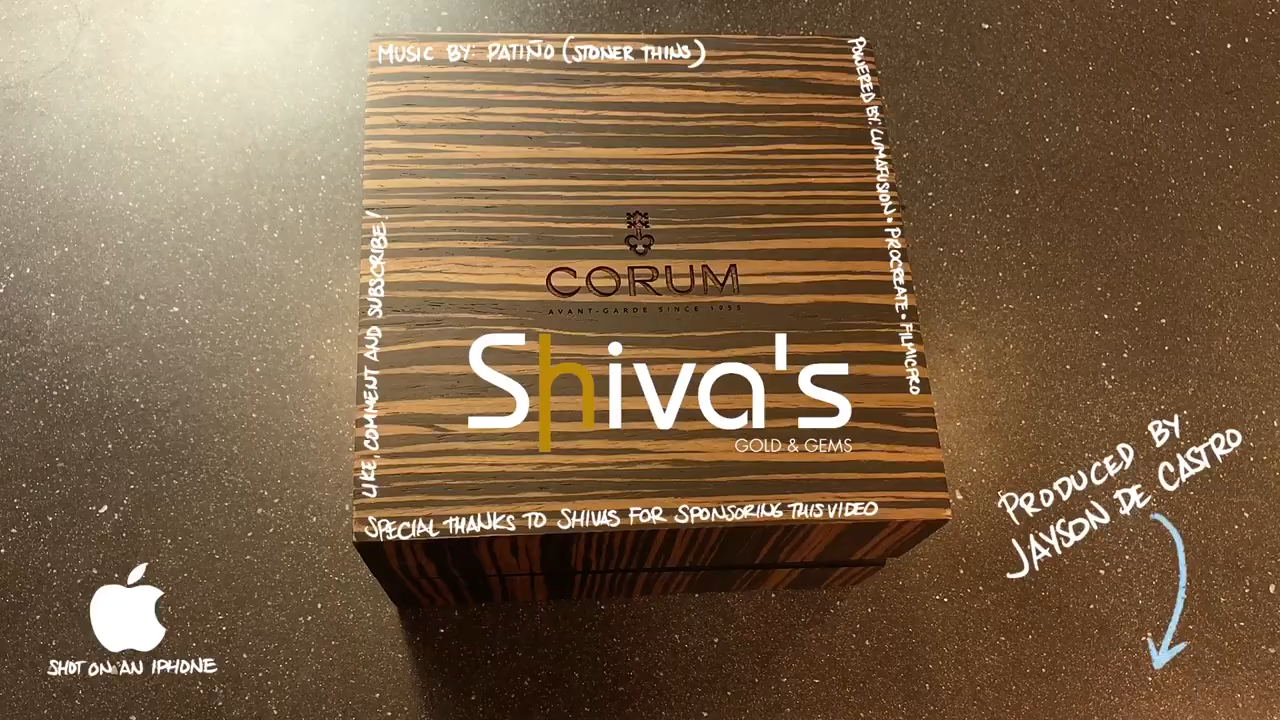 MUSIC BY: PATIÑO (STONER THINS)
POWERED BY: LUMAFUSION • PROCREATE • FILMICPRO
LIKE, COMMENT AND SUBSCRIBE!
CORUM
AVANT-GARDE SINCE 1955
Shiva's
GOLD & GEMS
SPECIAL THANKS TO SHIVAS FOR SPONSORING THIS VIDEO
PRODUCED BY
JAYSON DE CASTRO
SHOT ON AN IPHONE